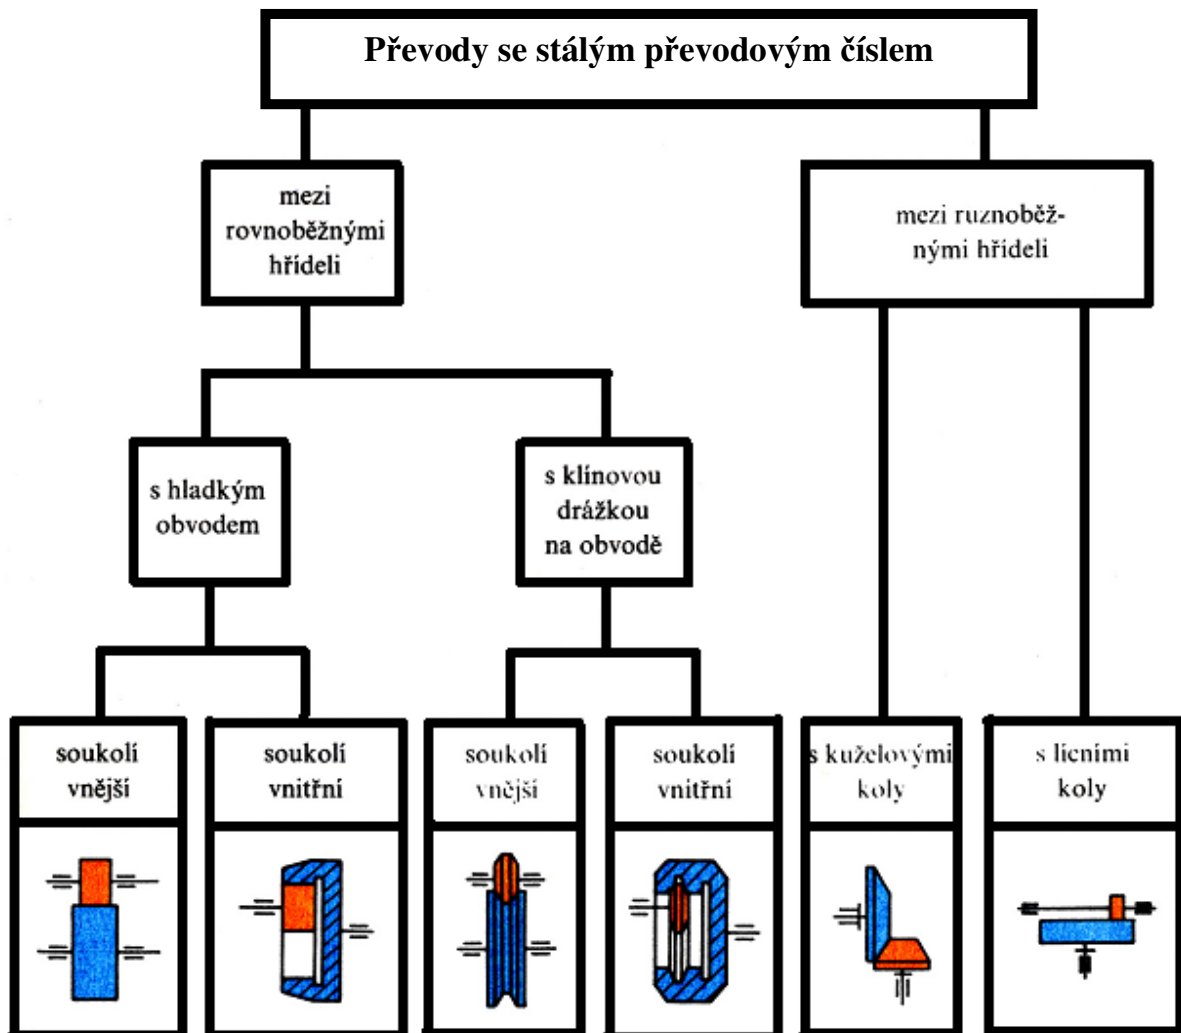 Převody se stálým převodovým číslem
mezi
rovnoběžnými
hřídeli
mezi ruznoběž-
nými hřídeli
s hladkým
obvodem
s klínovou
drážkou
na obvodě
soukolí
vnější
soukolí
vnitřní
soukolí
vnější
soukolí
vnitřní
s kuželovými
koly
s lícními
koly